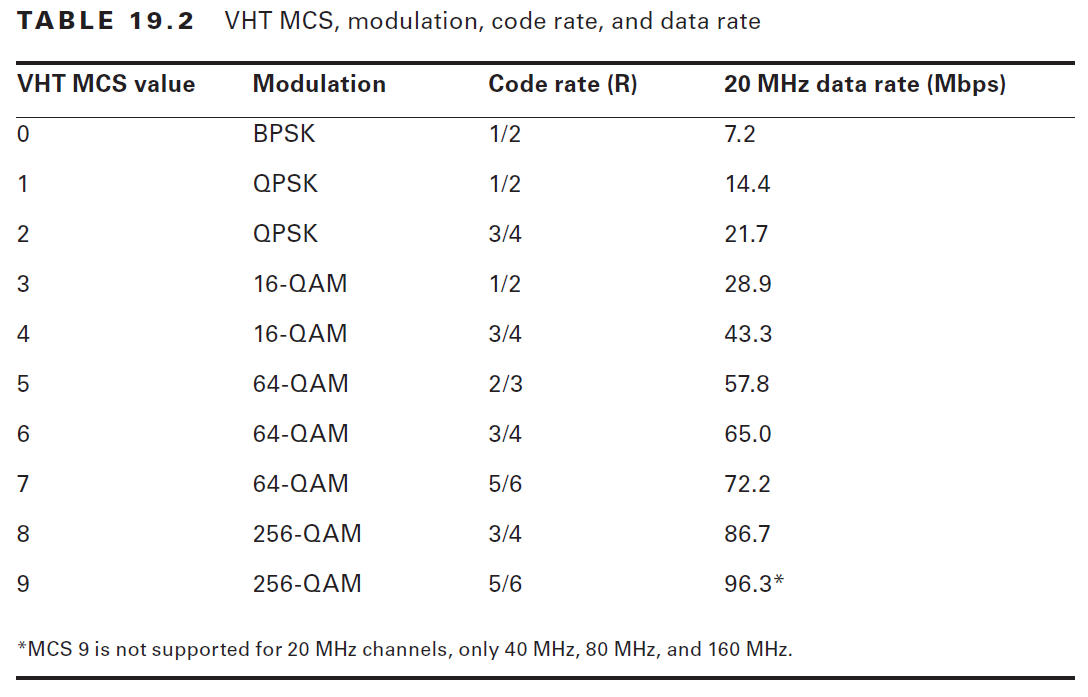 TABLE 19.2 VHT MCS, modulation, code rate, and data rate
VHT MCS value Modulation Code rate (R) 20 MHz data rate (Mbps)
0 BPSK 1/2 7.2
1 QPSK 1/2 14.4
2 QPSK 3/4 21.7
3 16-QAM 1/2 28.9
4 16-QAM 3/4 43.3
5 64-QAM 2/3 57.8
6 64-QAM 3/4 65.0
7 64-QAM 5/6 72.2
8 256-QAM 3/4 86.7
9 256-QAM 5/6 96.3*
*MCS 9 is not supported for 20 MHz channels, only 40 MHz, 80 MHz, and 160 MHz.